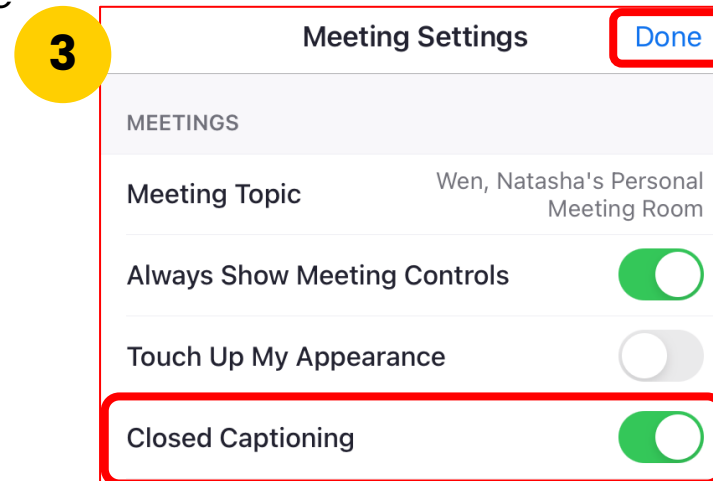 3
Meeting Settings Done
MEETINGS
Meeting Topic Wen, Natasha's Personal
Meeting Room
Always Show Meeting Controls
Touch Up My Appearance
Closed Captioning